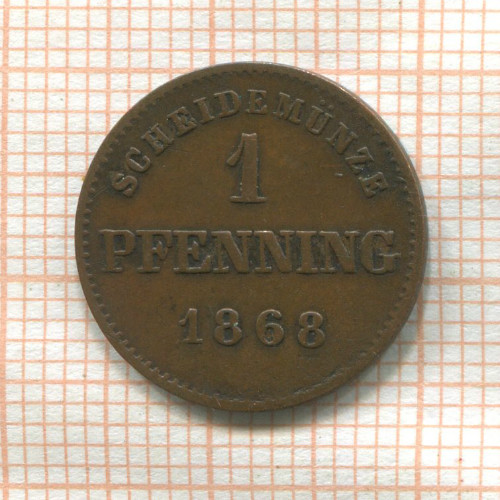 SCHEIDEMÜNZE
1
PFENNING
1868